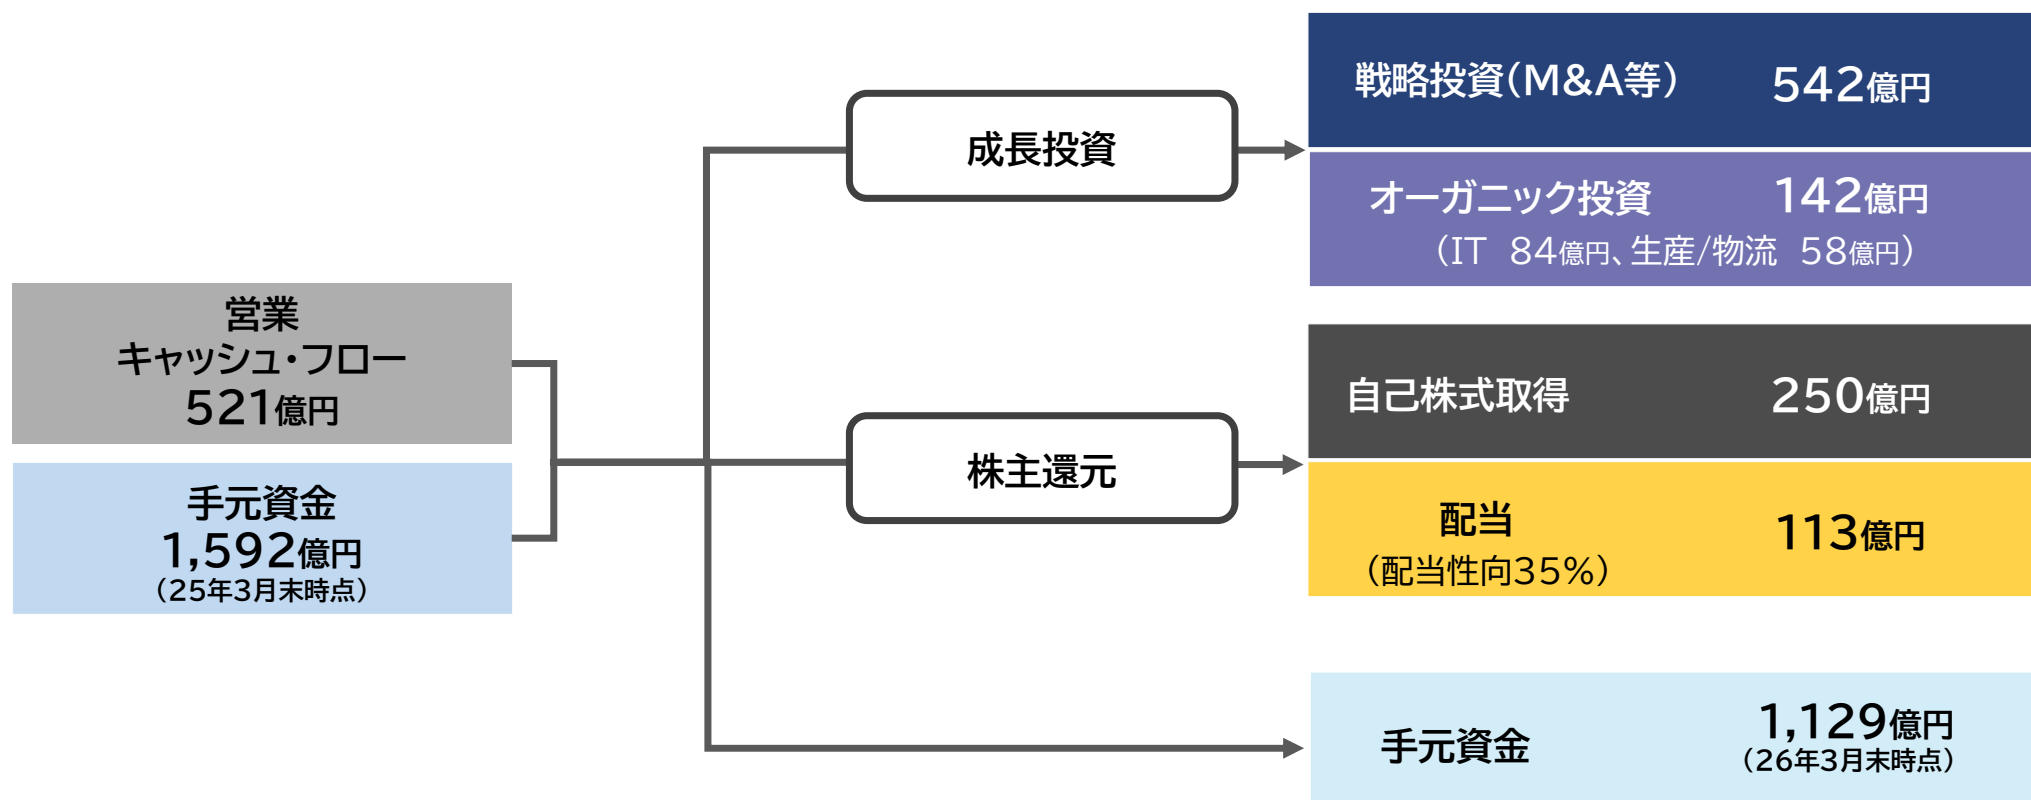 営業
キャッシュ・フロー
521億円
手元資金
1,592億円
(25年3月末時点)
成長投資
株主還元
戦略投資(M&A等) 542億円
オーガニック投資 142億円
(IT 84億円、生産/物流 58億円)
自己株式取得 250億円
配当 113億円
(配当性向35%)
手元資金 1,129億円
(26年3月末時点)